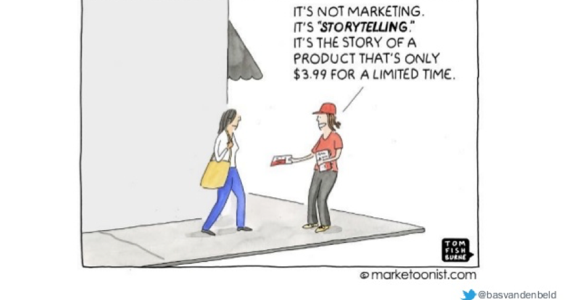 IT'S NOT MARKETING.
IT'S "STORYTELLING."
IT'S THE STORY OF A
PRODUCT THAT'S ONLY
$3.99 FOR A LIMITED TIME.
TOM
FISH
BURNE
© marketoonist.com
@basvandenbeld